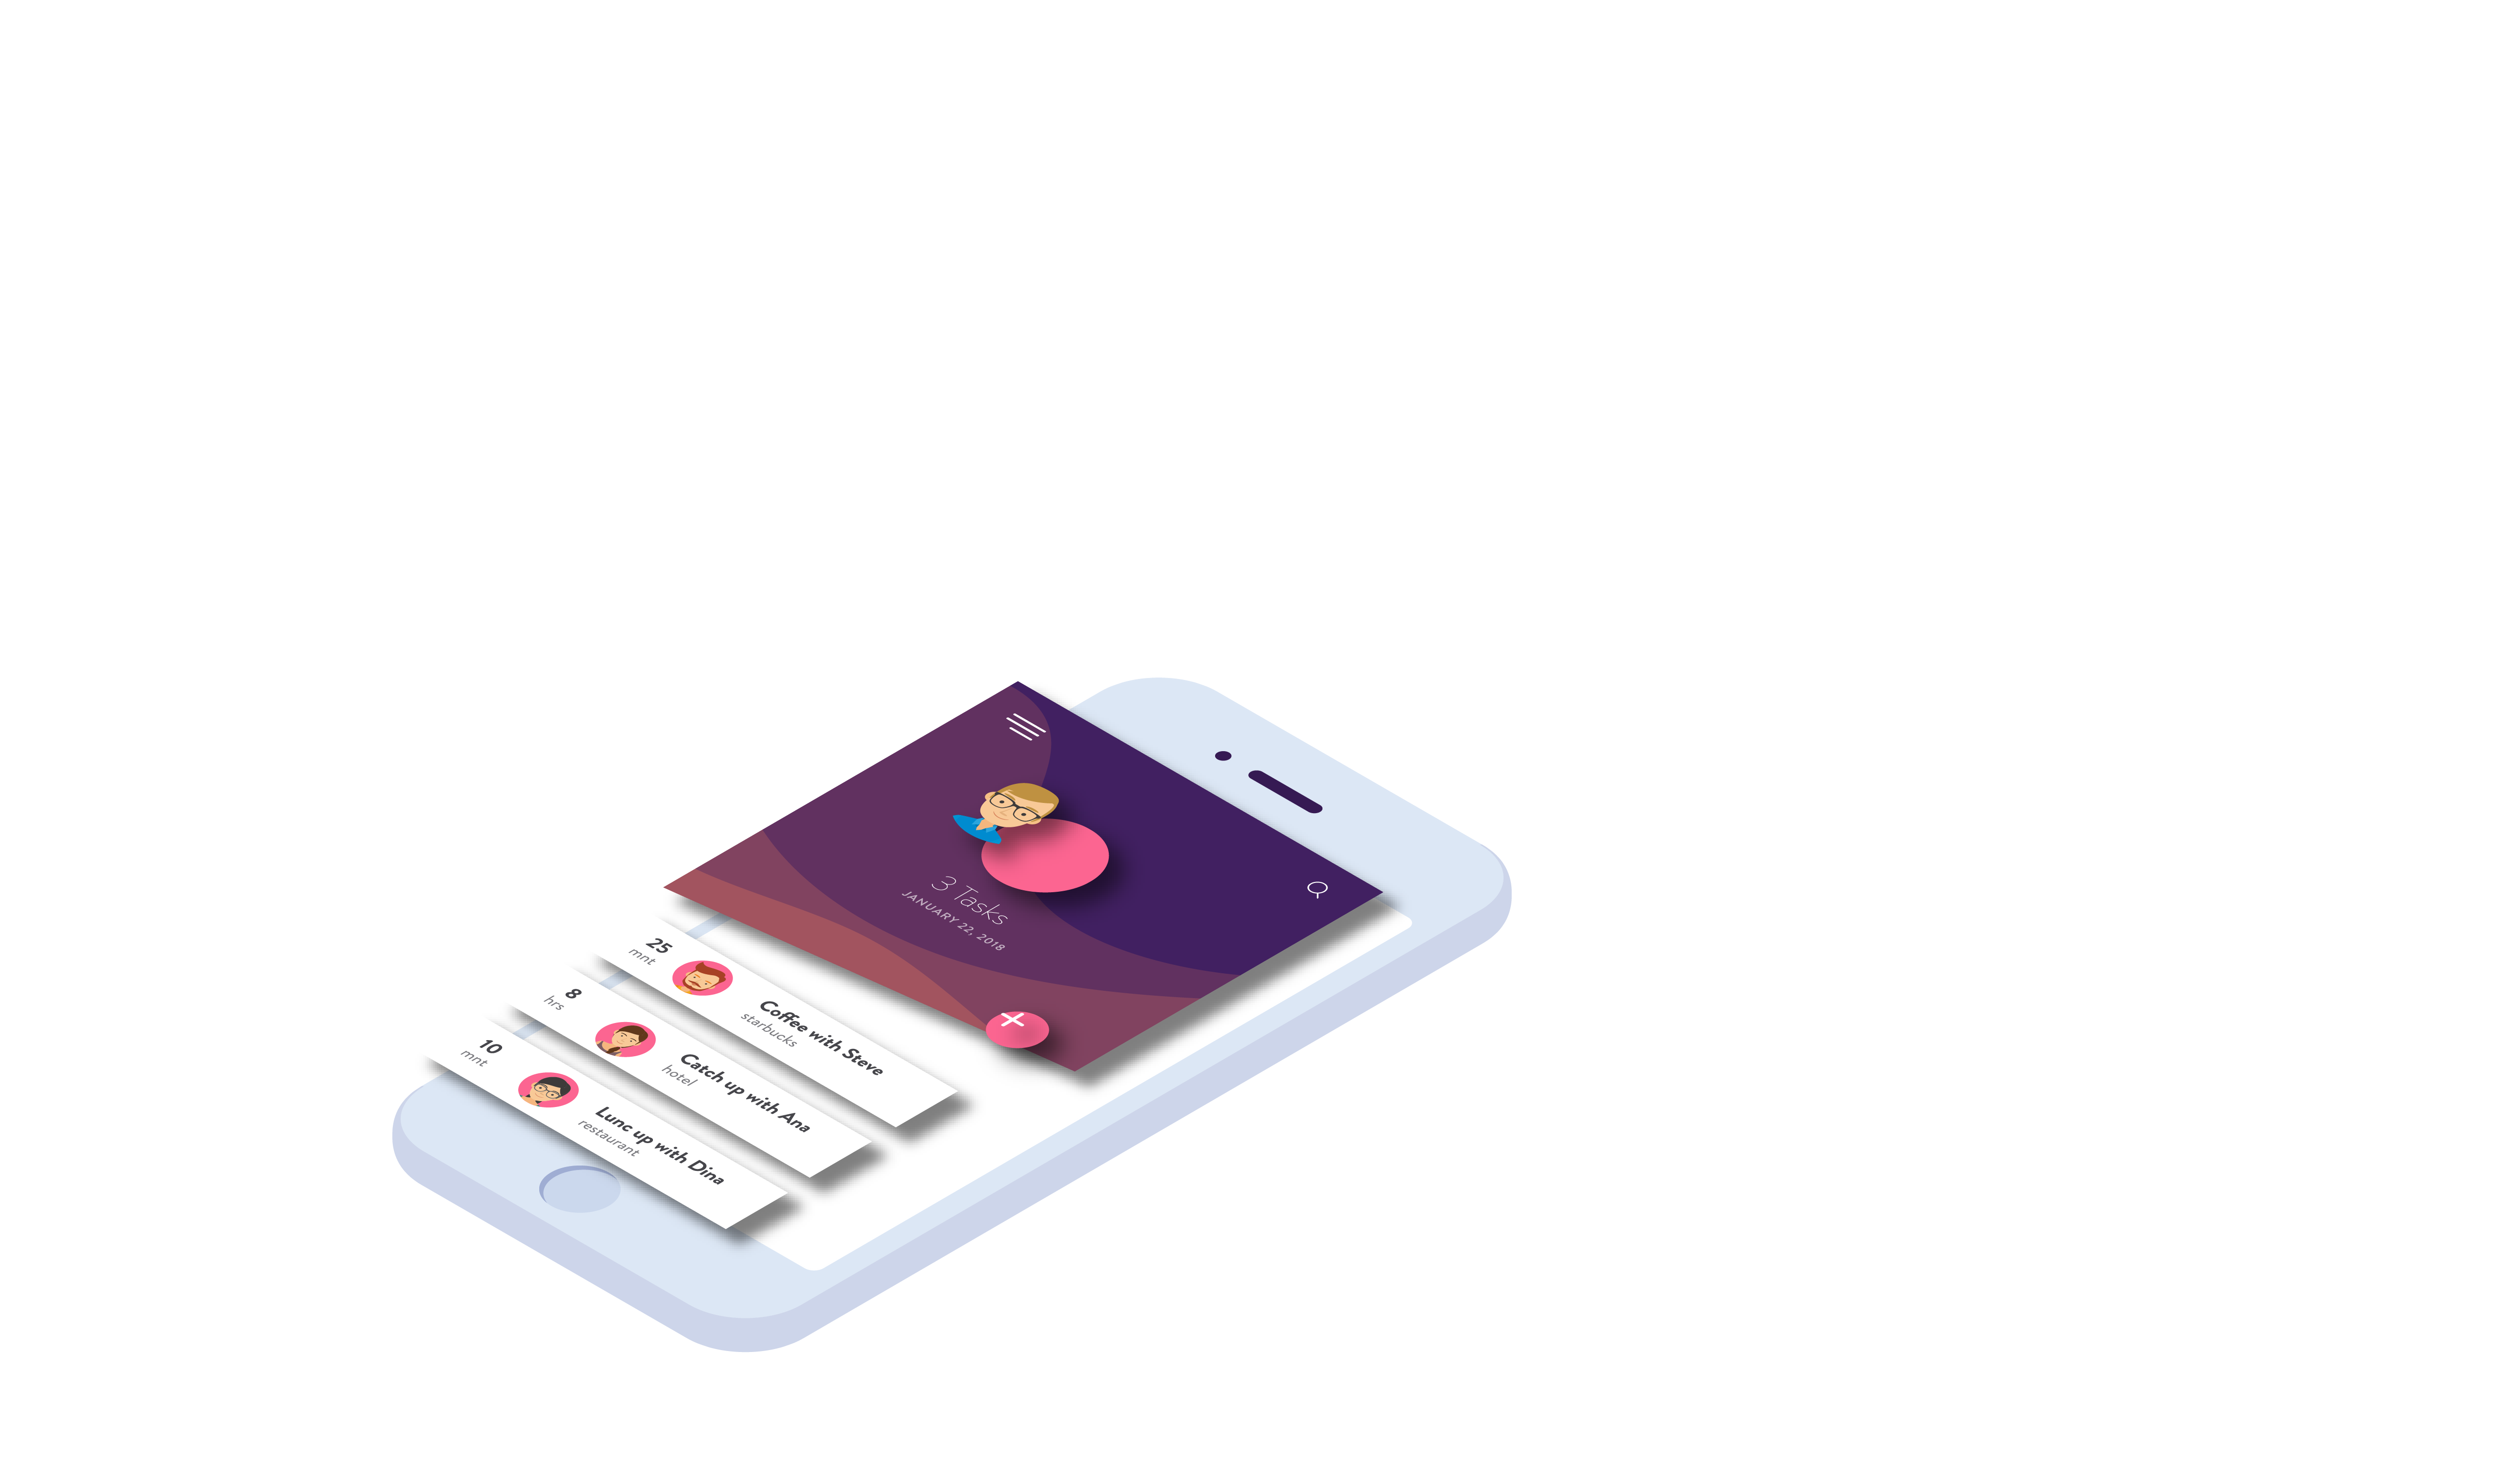 3 Tasks
JANUARY 22, 2018
25
mnt
Coffee with Steve
starbucks
8
hrs
Catch up with Ana
hotel
10
mnt
Lunc up with Dina
restaurant